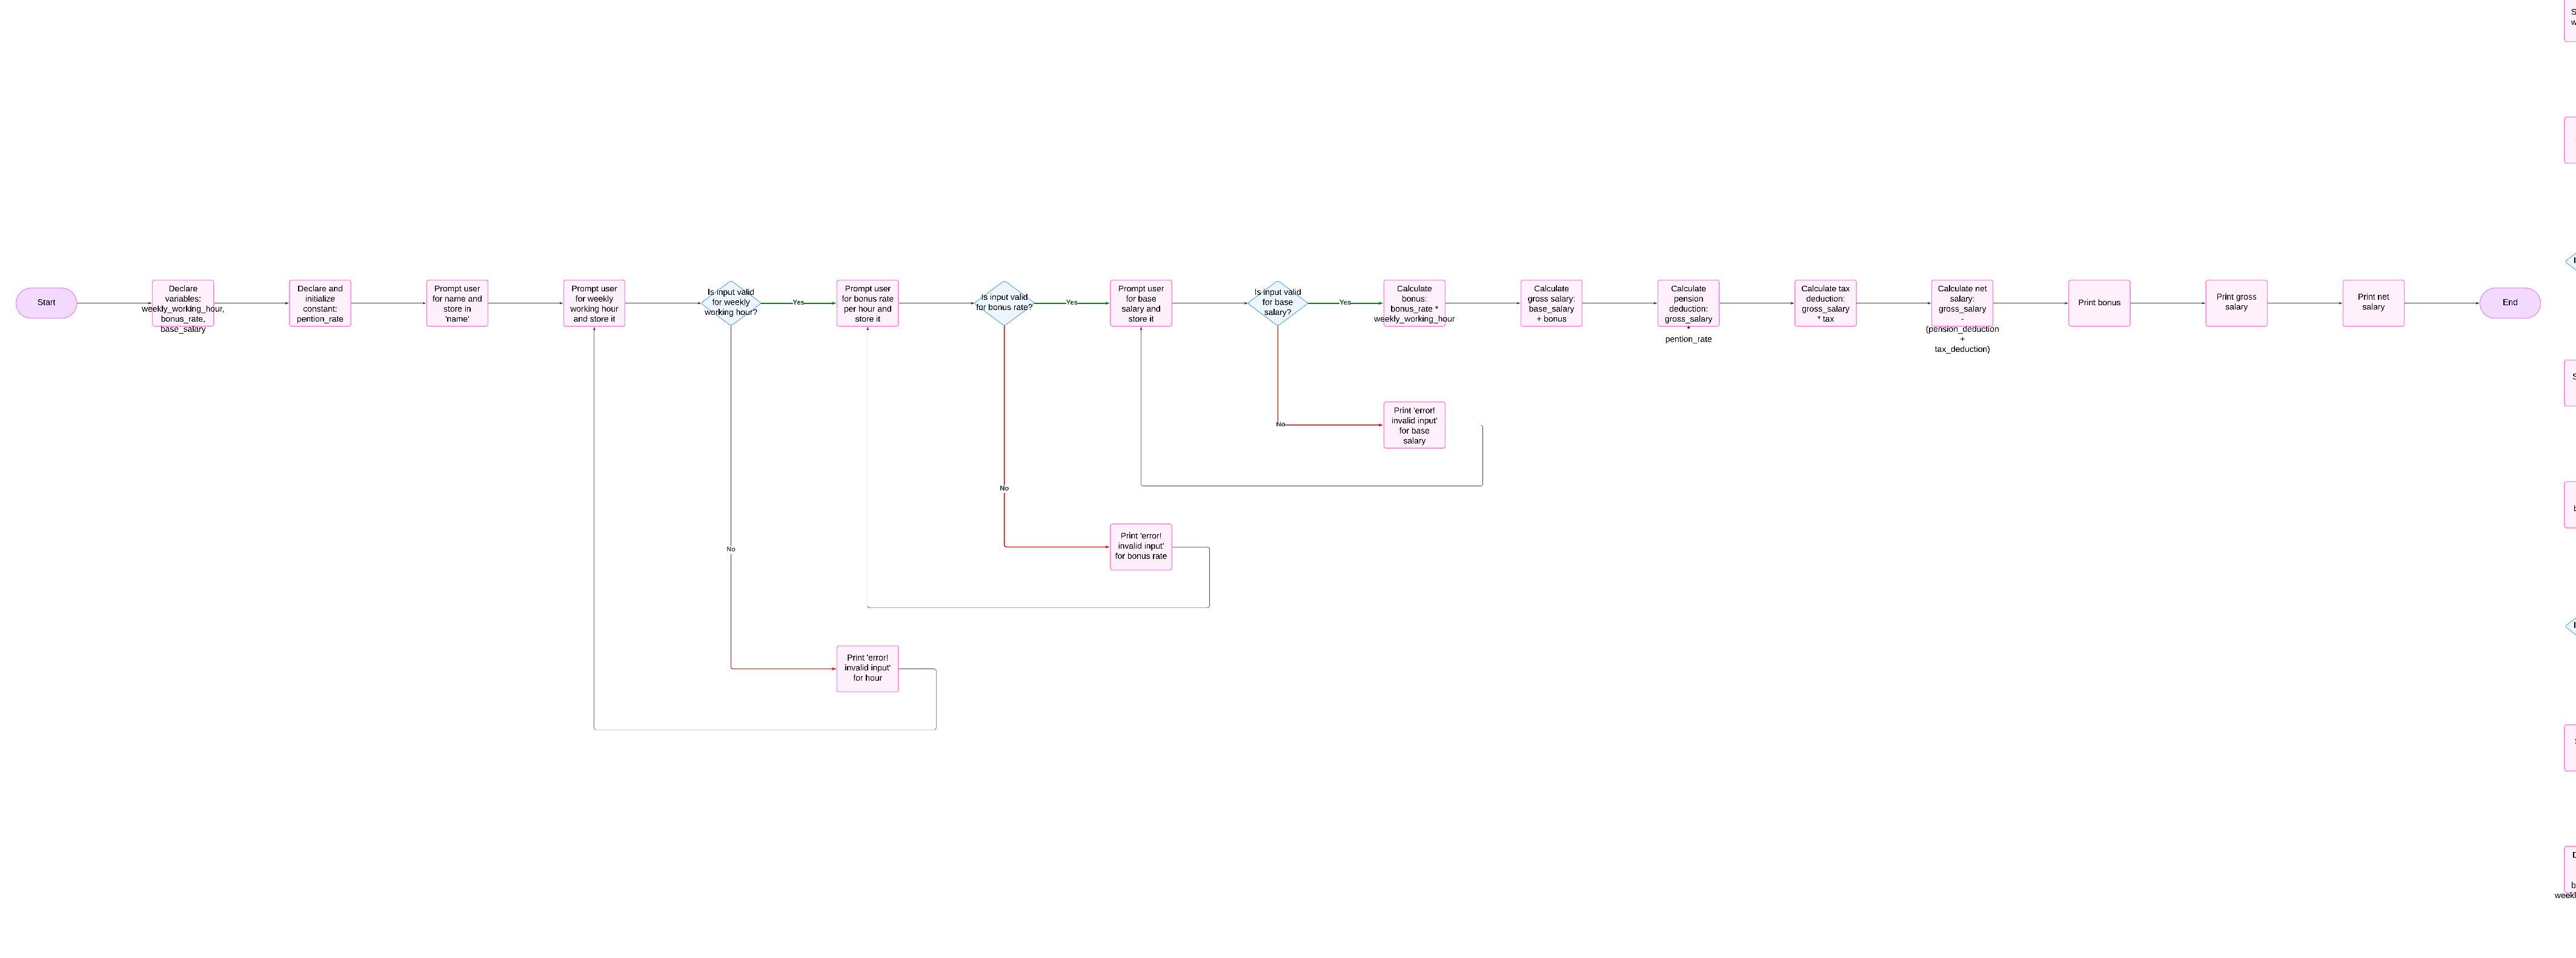 Start
Declare
variables:
weekly_working_hour,
bonus_rate,
base_salary
Declare and
initialize
constant:
pention_rate
Prompt user
for name and
store in
'name'
Prompt user
for weekly
working hour
and store it
Is input valid
for weekly
working hour?
Yes
Prompt user
for bonus rate
per hour and
store it
Is input valid
for bonus rate?
Yes
Prompt user
for base
salary and
store it
Is input valid
for base
salary?
Yes
Calculate
bonus:
bonus_rate *
weekly_working_hour
Calculate
gross salary:
base_salary
+ bonus
Calculate
pension
deduction:
gross_salary
*
pention_rate
Calculate tax
deduction:
gross_salary
* tax
Calculate net
salary:
gross_salary
-
(pension_deduction
+
tax_deduction)
Print bonus
Print gross
salary
Print net
salary
End
No
Print 'error!
invalid input'
for base
salary
No
Print 'error!
invalid input'
for bonus rate
No
Print 'error!
invalid input'
for hour